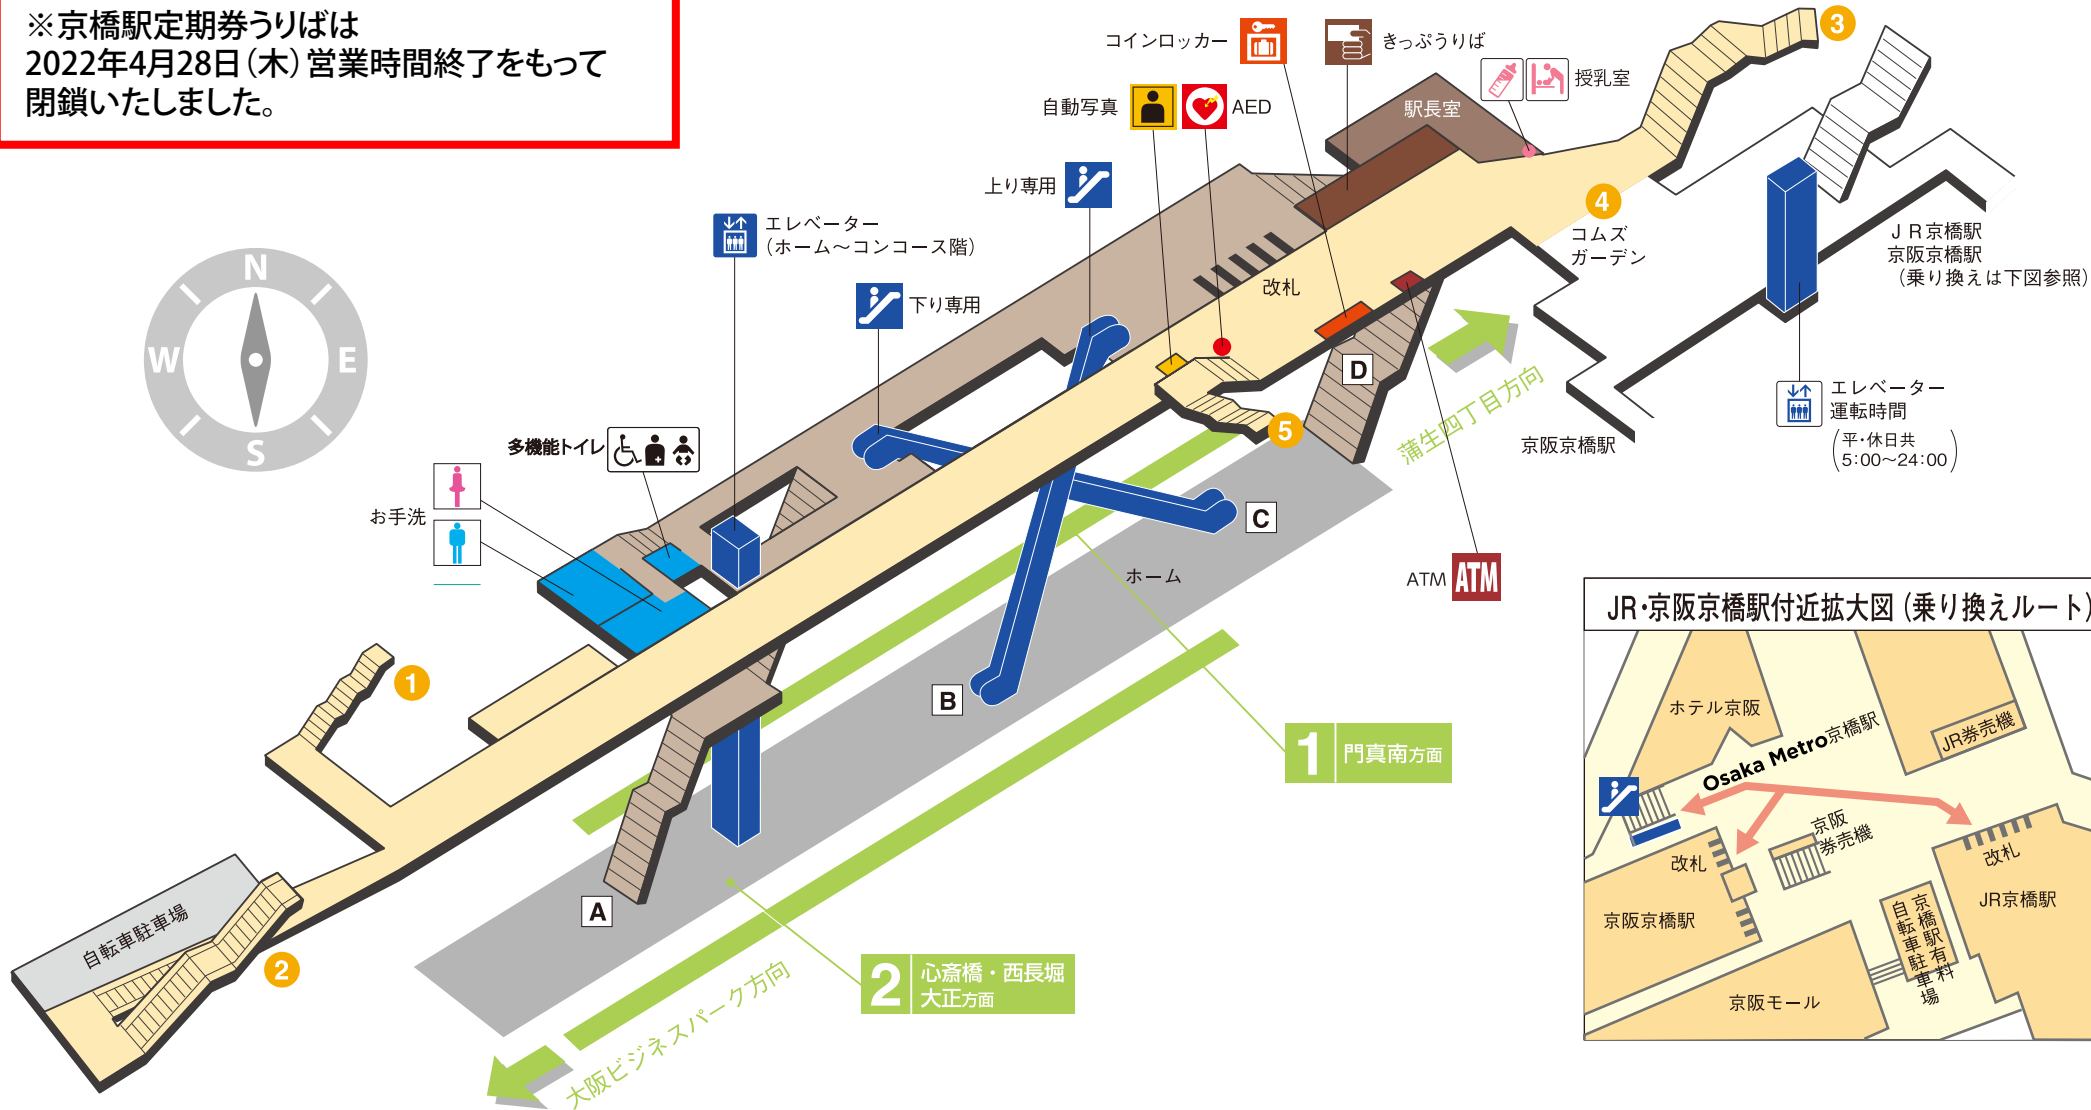 ※京橋駅定期券うりばは
2022年4月28日(木)営業時間終了をもって
閉鎖いたしました。
コインロッカー
きっぷうりば
3
自動写真
AED
駅長室
授乳室
上り専用
エレベーター
(ホーム〜コンコース階)
下り専用
4
コムズ
ガーデン
JR京橋駅
京阪京橋駅
(乗り換えは下図参照)
改札
N
W
E
S
D
蒲生四丁目方向
5
京阪京橋駅
エレベーター
運転時間
(平・休日共
5:00〜24:00)
多機能トイレ
お手洗
C
ホーム
ATM
ATM
1
B
1
門真南方面
A
自転車駐車場
2
2
心斎橋・西長堀
大正方面
大阪ビジネスパーク方向
JR・京阪京橋駅付近拡大図(乗り換えルート)
ホテル京阪
Osaka Metro京橋駅
JR券売機
京阪
券売機
改札
改札
京阪京橋駅
京橋駅有料
自転車駐車場
JR京橋駅
京阪モール